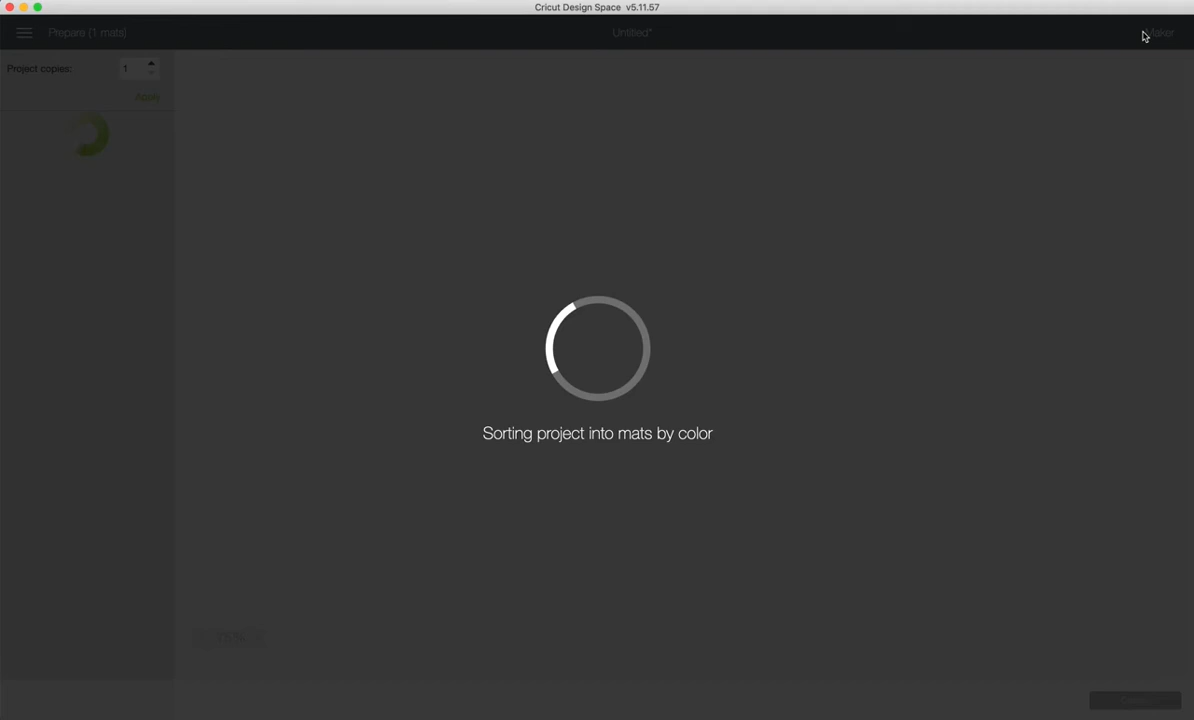 Cricut Design Space  v5.11.57
Prepare (1 mats)
Untitled*
Maker
Project copies:
1
Apply
Sorting project into mats by color